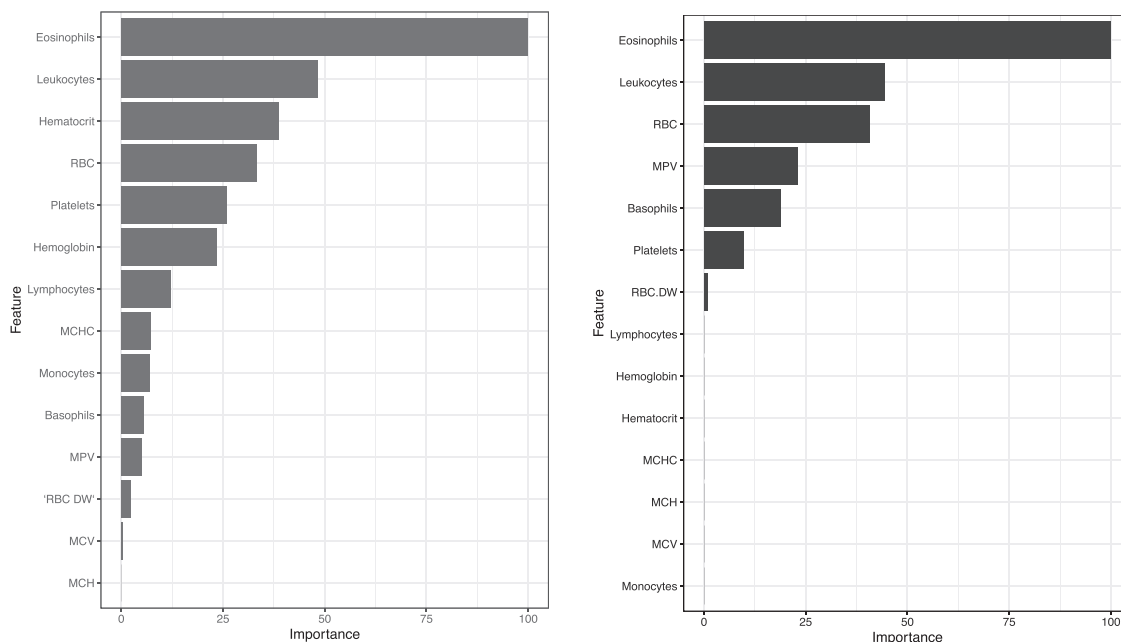 Eosinophils
Leukocytes
Hematocrit
RBC
Platelets
Hemoglobin
Lymphocytes
MCHC
Monocytes
Basophils
MPV
'RBC DW'
MCV
MCH
Feature
0 25 50 75 100
Importance
Eosinophils
Leukocytes
RBC
MPV
Basophils
Platelets
RBC.DW
Lymphocytes
Hemoglobin
Hematocrit
MCHC
MCH
MCV
Monocytes
Feature
0 25 50 75 100
Importance